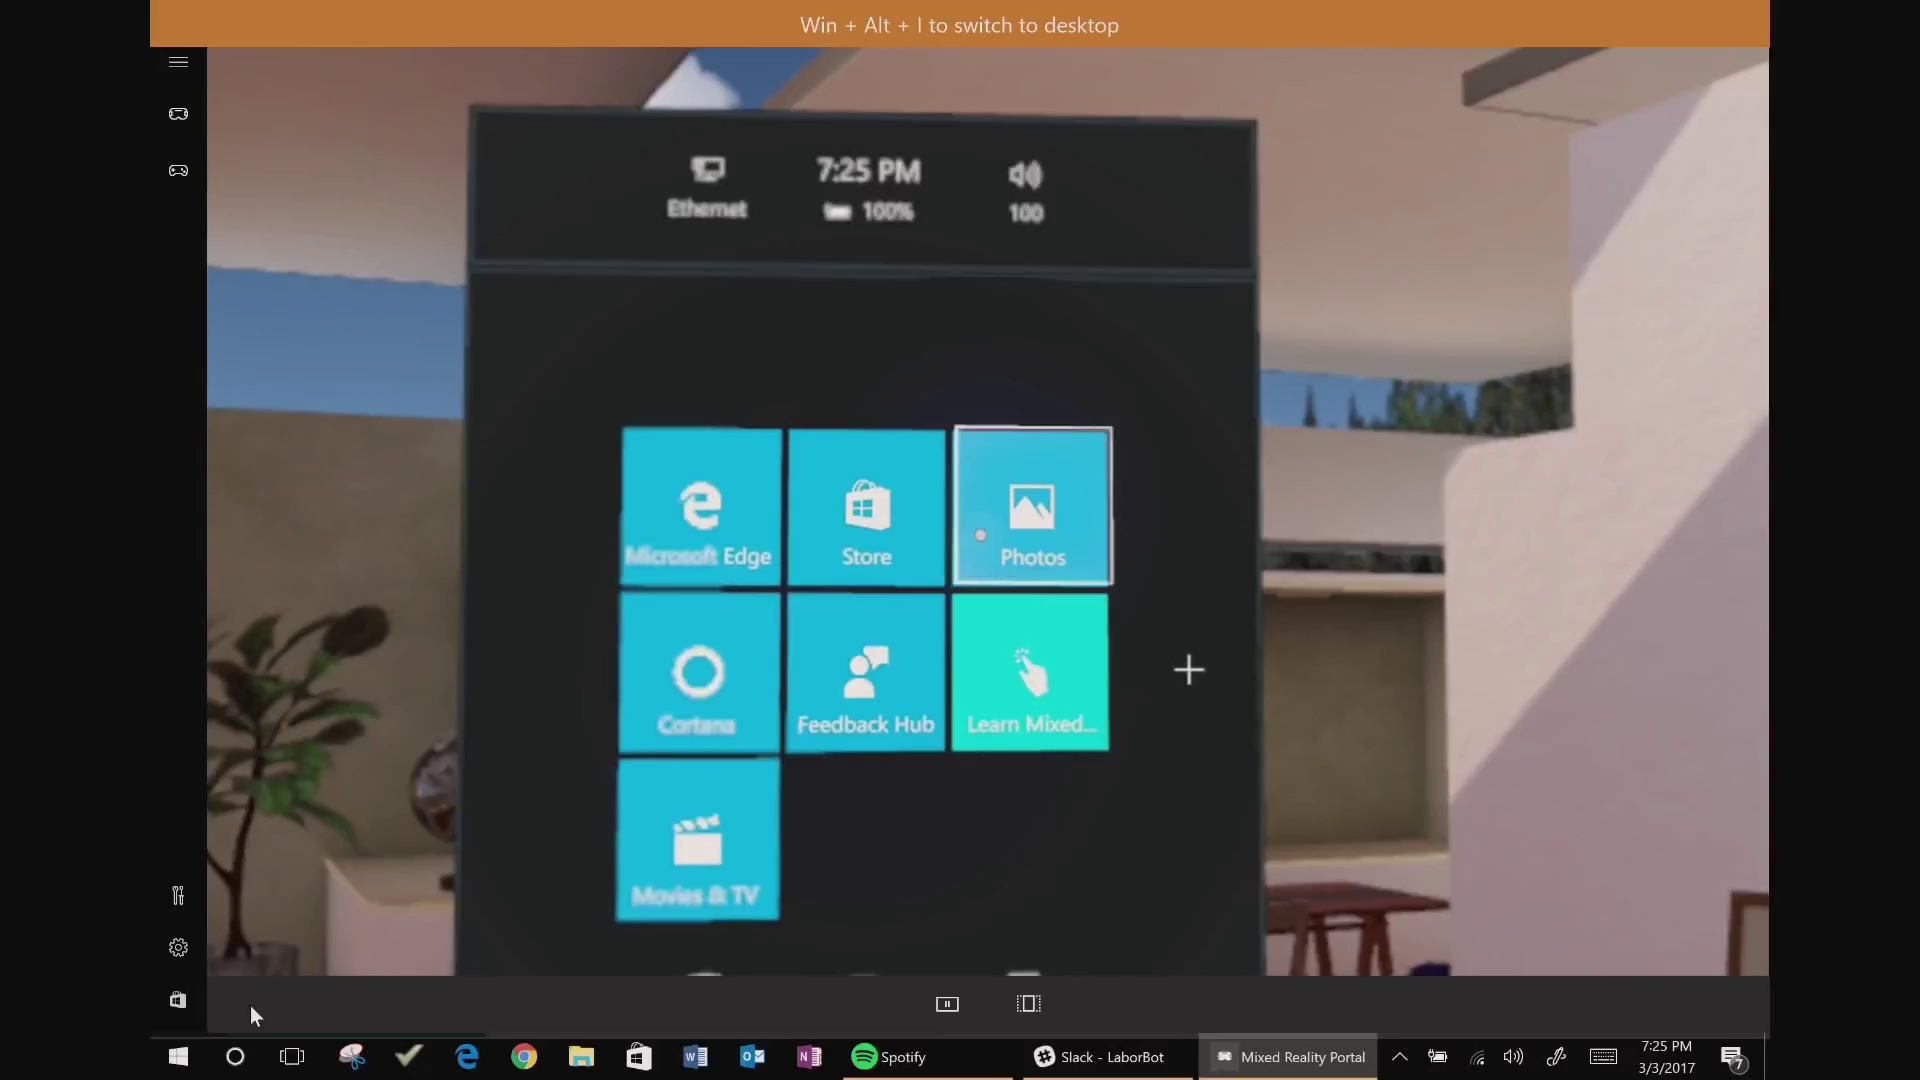 Win + Alt + I to switch to desktop
7:25 PM
Ethernet
100%
100
Microsoft Edge
Store
Photos
Cortana
Feedback Hub
Learn Mixed...
Movies & TV
Spotify
Slack - LaborBot
Mixed Reality Portal
7:25 PM
3/3/2017
7